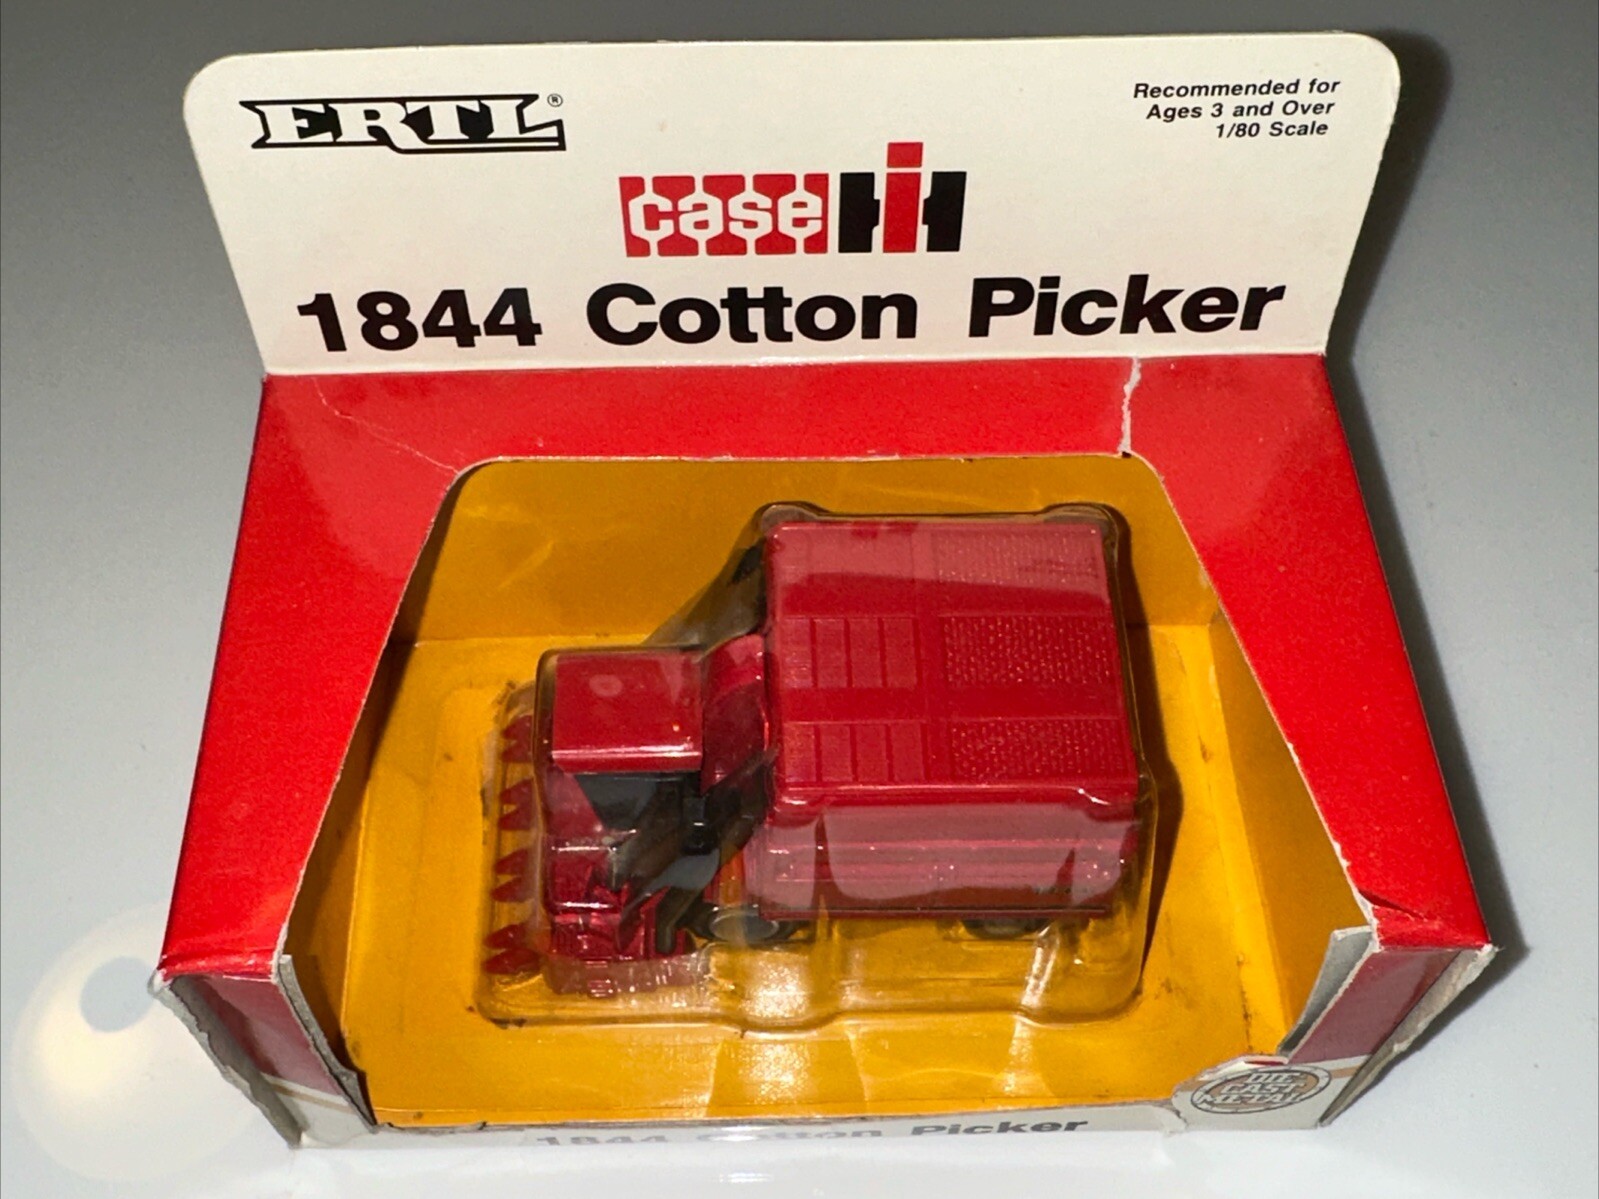 ERTL®
Recommended for
Ages 3 and Over
1/80 Scale
case IH
1844 Cotton Picker
DIE
CAST
METAL
1844 Cotton Picker